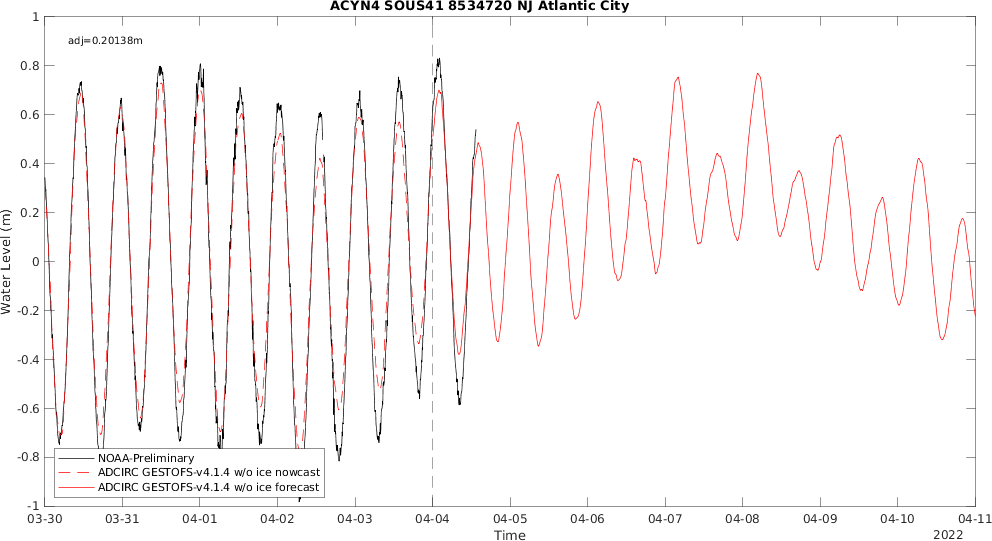 ACYN4 SOUS41 8534720 NJ Atlantic City
adj=0.20138m
1
0.8
0.6
0.4
0.2
0
-0.2
-0.4
-0.6
-0.8
-1
Water Level (m)
NOAA-Preliminary
ADCIRC GESTOFS-v4.1.4 w/o ice nowcast
ADCIRC GESTOFS-v4.1.4 w/o ice forecast
03-30 03-31 04-01 04-02 04-03 04-04 04-05 04-06 04-07 04-08 04-09 04-10 04-11
Time
2022